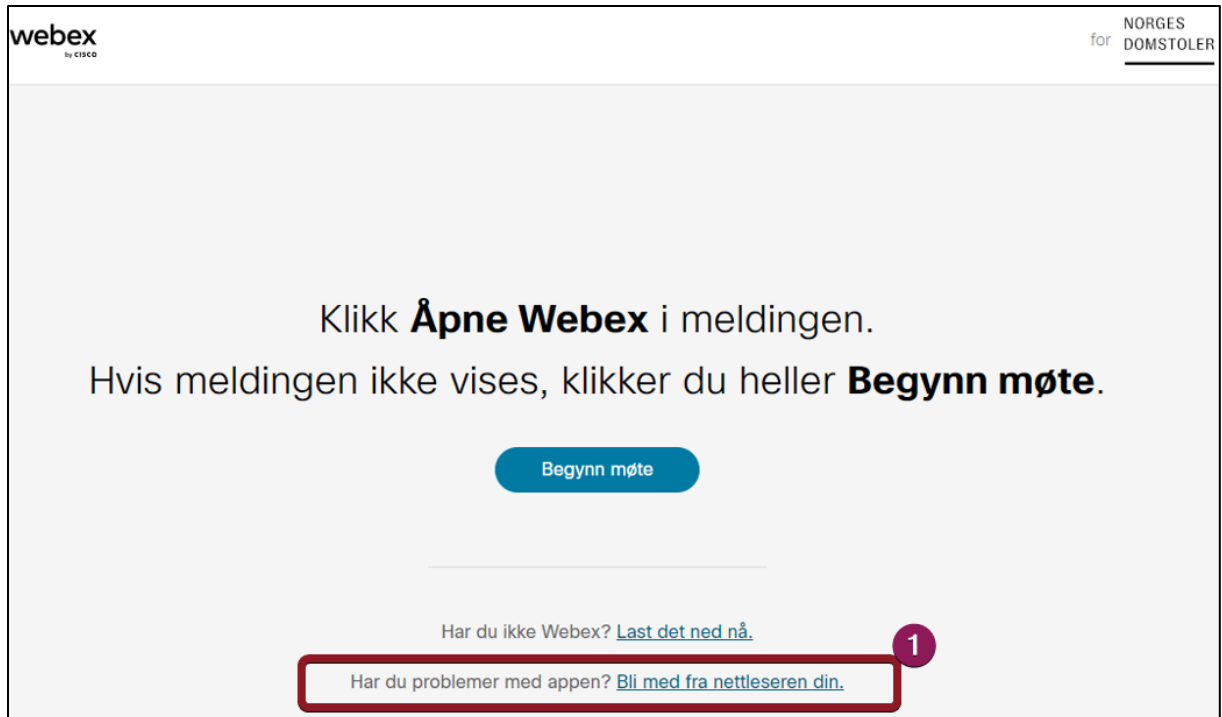 webex
by CISCO
for
NORGES
DOMSTOLER
Klikk Åpne Webex i meldingen.
Hvis meldingen ikke vises, klikker du heller Begynn møte.
Begynn møte
Har du ikke Webex? Last det ned nå.
1
Har du problemer med appen? Bli med fra nettleseren din.